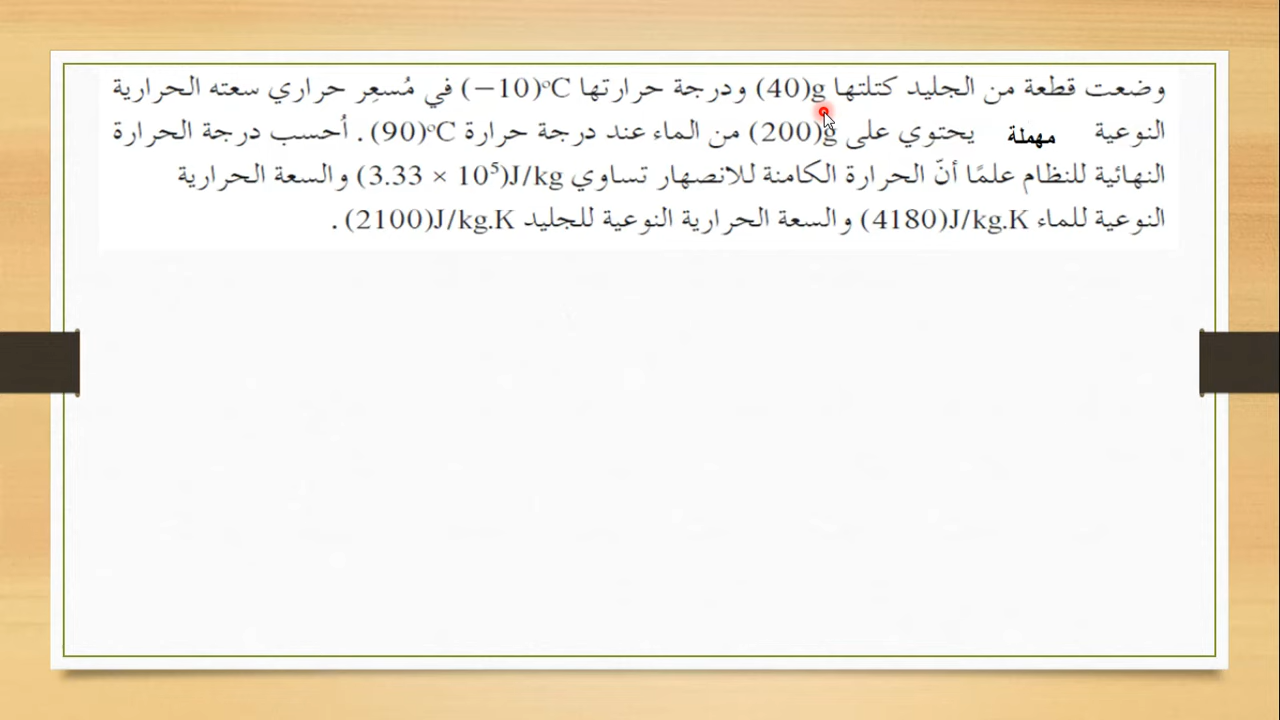 وضعت قطعة من الجليد كتلتها (40)g ودرجة حرارتها (−10)°C في مُسعِر حراري سعته الحرارية
النوعية مهملة يحتوي على (200)g من الماء عند درجة حرارة (90)°C . أحسب درجة الحرارة
النهائية للنظام علمًا أنّ الحرارة الكامنة للانصهار تساوي (3.33 × 10⁵)J/kg والسعة الحرارية
النوعية للماء (4180)J/kg.K والسعة الحرارية النوعية للجليد (2100)J/kg.K .